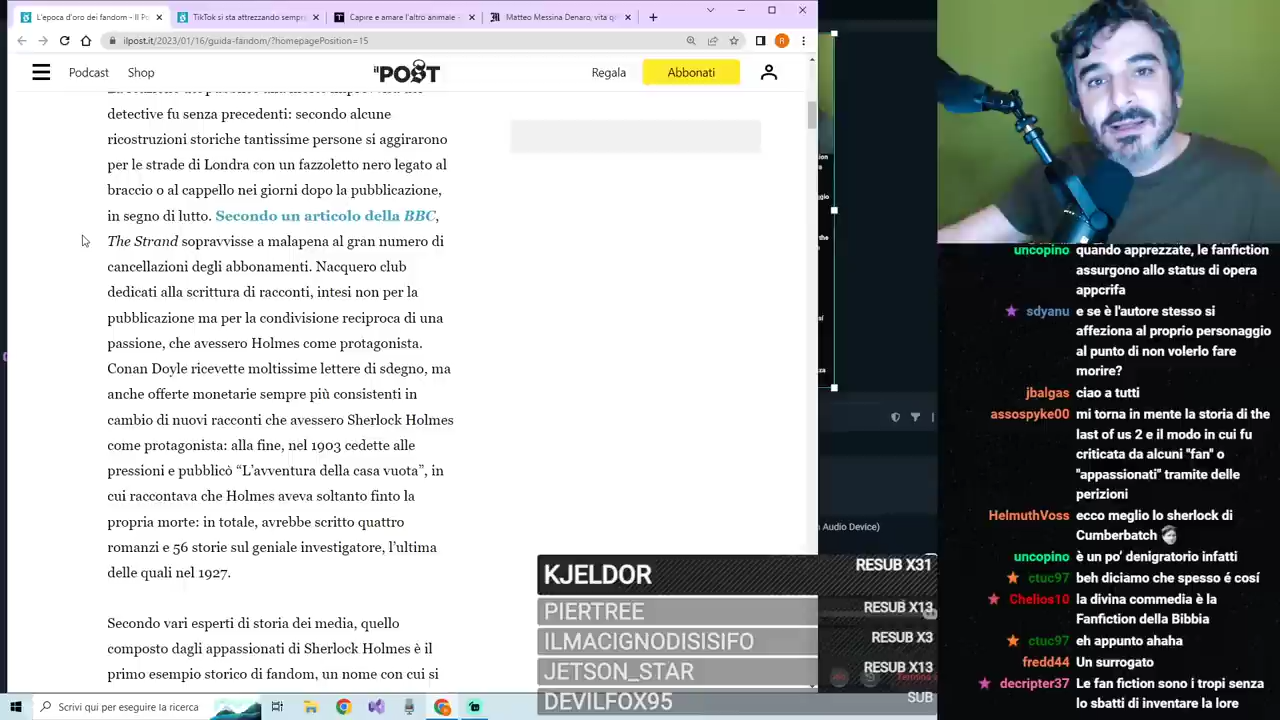 L'epoca d'oro dei fandom - Il Po
TikTok si sta attrezzando sempr
Capire e amare l'altro animale -
Matteo Messina Denaro, vita q
ilpost.it/2023/01/16/guida-fandom/?homepagePosition=15
Podcast
Shop
IL POST
Regala
Abbonati
detective fu senza precedenti: secondo alcune
ricostruzioni storiche tantissime persone si aggirarono
per le strade di Londra con un fazzoletto nero legato al
braccio o al cappello nei giorni dopo la pubblicazione,
in segno di lutto. Secondo un articolo della BBC,
The Strand sopravvisse a malapena al gran numero di
cancellazioni degli abbonamenti. Nacquero club
dedicati alla scrittura di racconti, intesi non per la
pubblicazione ma per la condivisione reciproca di una
passione, che avessero Holmes come protagonista.
Conan Doyle ricevette moltissime lettere di sdegno, ma
anche offerte monetarie sempre più consistenti in
cambio di nuovi racconti che avessero Sherlock Holmes
come protagonista: alla fine, nel 1903 cedette alle
pressioni e pubblicò “L’avventura della casa vuota”, in
cui raccontava che Holmes aveva soltanto finto la
propria morte: in totale, avrebbe scritto quattro
romanzi e 56 storie sul geniale investigatore, l’ultima
delle quali nel 1927.
Secondo vari esperti di storia dei media, quello
composto dagli appassionati di Sherlock Holmes è il
primo esempio storico di fandom, un nome con cui si
Scrivi qui per eseguire la ricerca
n Audio Device)
KJELDOR RESUB X31
PIERTREE RESUB X13
ILMACIGNODISISIFO RESUB X3
JETSON_STAR RESUB X13
DEVILFOX95 SUB
Termina
uncopino quando apprezzate, le fanfiction
assurgono allo status di opera
appcrifa
sdyanu e se è l'autore stesso si
affeziona al proprio personaggio
al punto di non volerlo fare
morire?
jbalgas ciao a tutti
assospyke00 mi torna in mente la storia di the
last of us 2 e il modo in cui fu
criticata da alcuni "fan" o
"appassionati" tramite delle
perizioni
HelmuthVoss ecco meglio lo sherlock di
Cumberbatch
uncopino è un po’ denigratorio infatti
ctuc97 beh diciamo che spesso é cosí
Chelios10 la divina commedia è la
Fanfiction della Bibbia
ctuc97 eh appunto ahaha
fredd44 Un surrogato
decripter37 Le fan fiction sono i tropi senza
lo sbatti di inventare la lore